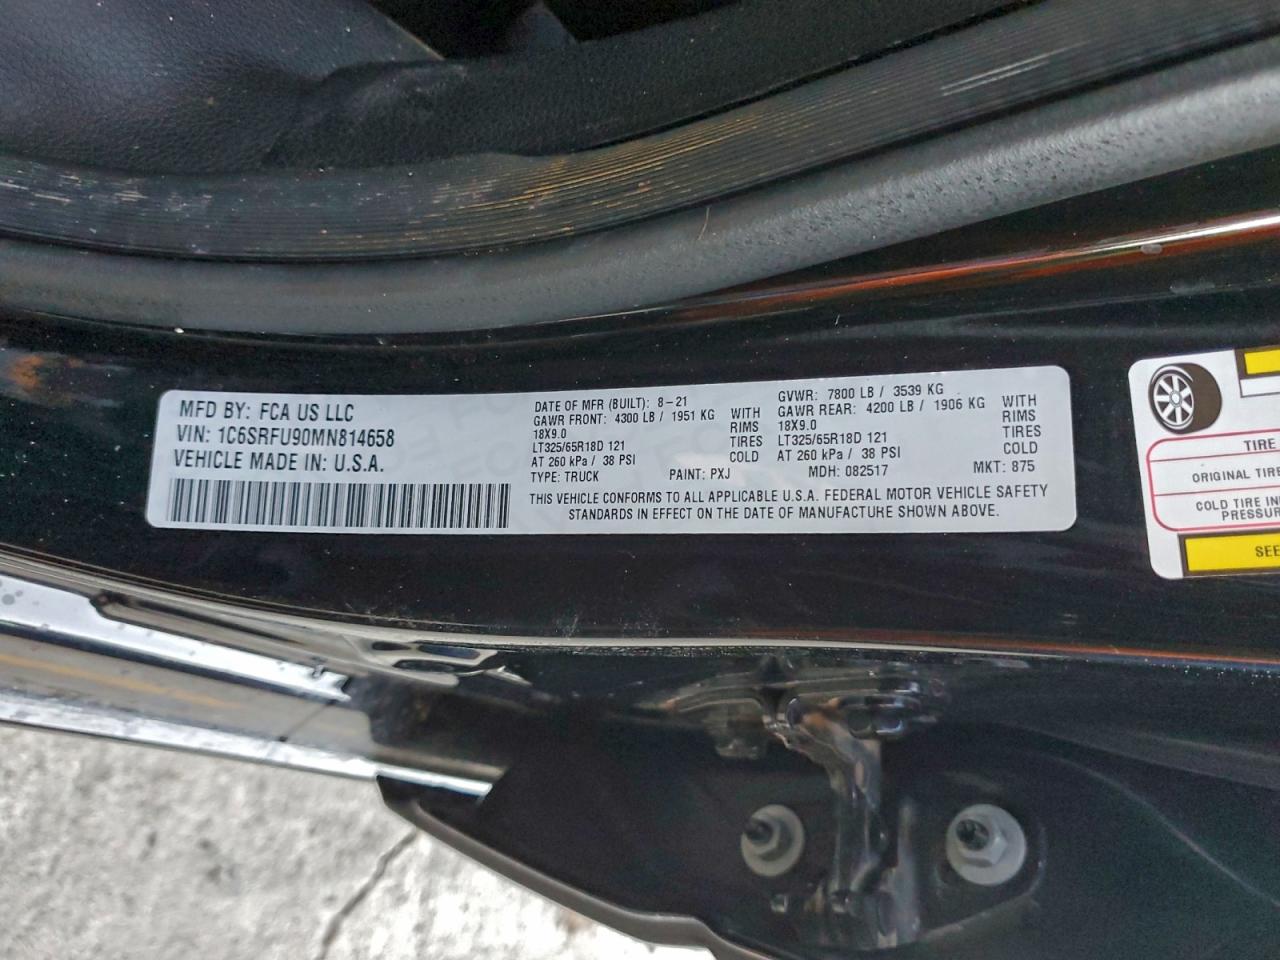 MFD BY: FCA US LLC
VIN: 1C6SRFU90MN814658
VEHICLE MADE IN: U.S.A.
DATE OF MFR (BUILT): 8-21
GAWR FRONT: 4300 LB / 1951 KG WITH
18X9.0 RIMS
LT325/65R18D 121 TIRES
AT 260 kPa / 38 PSI COLD
TYPE: TRUCK PAINT: PXJ
GVWR: 7800 LB / 3539 KG
GAWR REAR: 4200 LB / 1906 KG WITH
18X9.0 RIMS
LT325/65R18D 121 TIRES
AT 260 kPa / 38 PSI COLD
MDH: 082517 MKT: 875
THIS VEHICLE CONFORMS TO ALL APPLICABLE U.S.A. FEDERAL MOTOR VEHICLE SAFETY
STANDARDS IN EFFECT ON THE DATE OF MANUFACTURE SHOWN ABOVE.
TIRE
ORIGINAL TIRE
COLD TIRE IN
PRESSUR
SEE